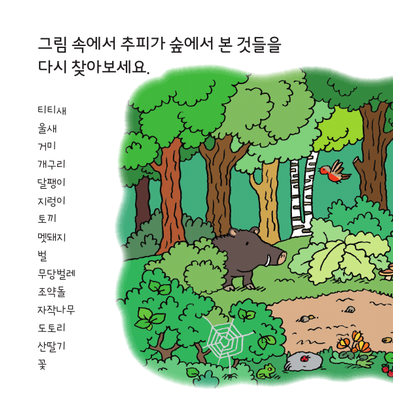 그림 속에서 추피가 숲에서 본 것들을
다시 찾아보세요.
티티새
울새
거미
개구리
달팽이
지렁이
토끼
멧돼지
벌
무당벌레
조약돌
자작나무
도토리
산딸기
꽃